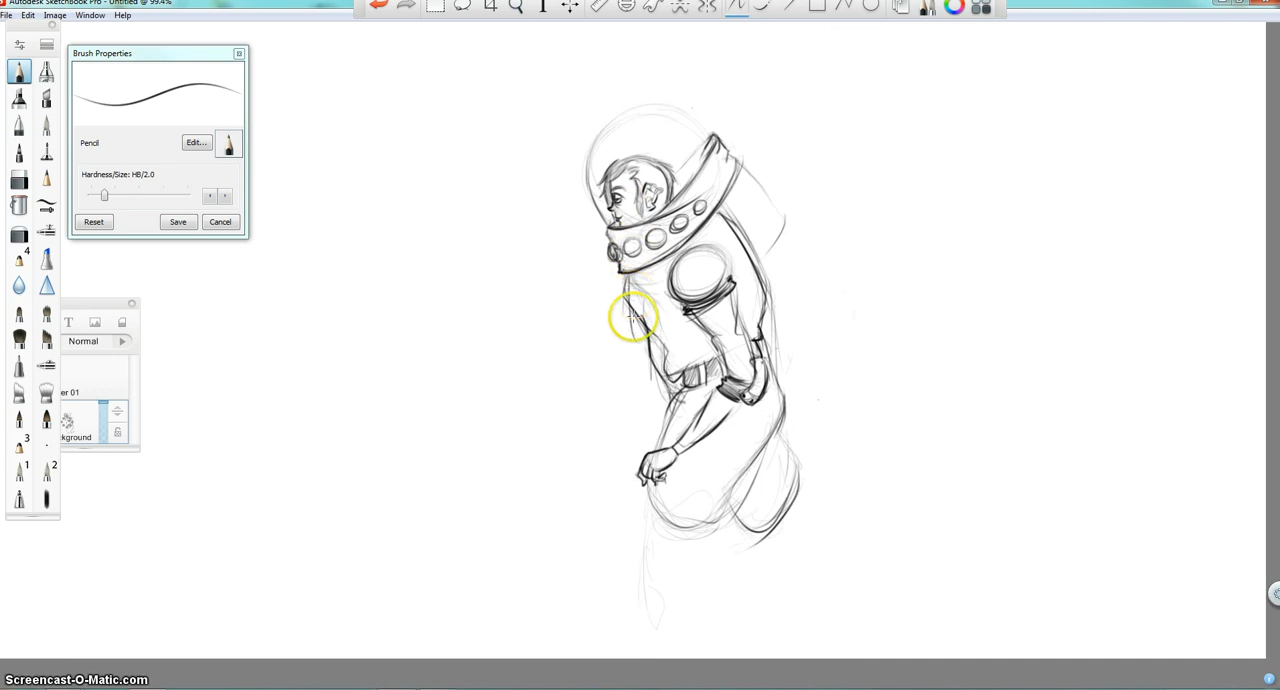 Autodesk SketchBook Pro - Untitled @ 99.4%
File Edit Image Window Help
Brush Properties
Pencil
Edit...
Hardness/Size: HB/2.0
Reset Save Cancel
4
T
Normal
er 01
kground
3
1 2
Screencast-O-Matic.com